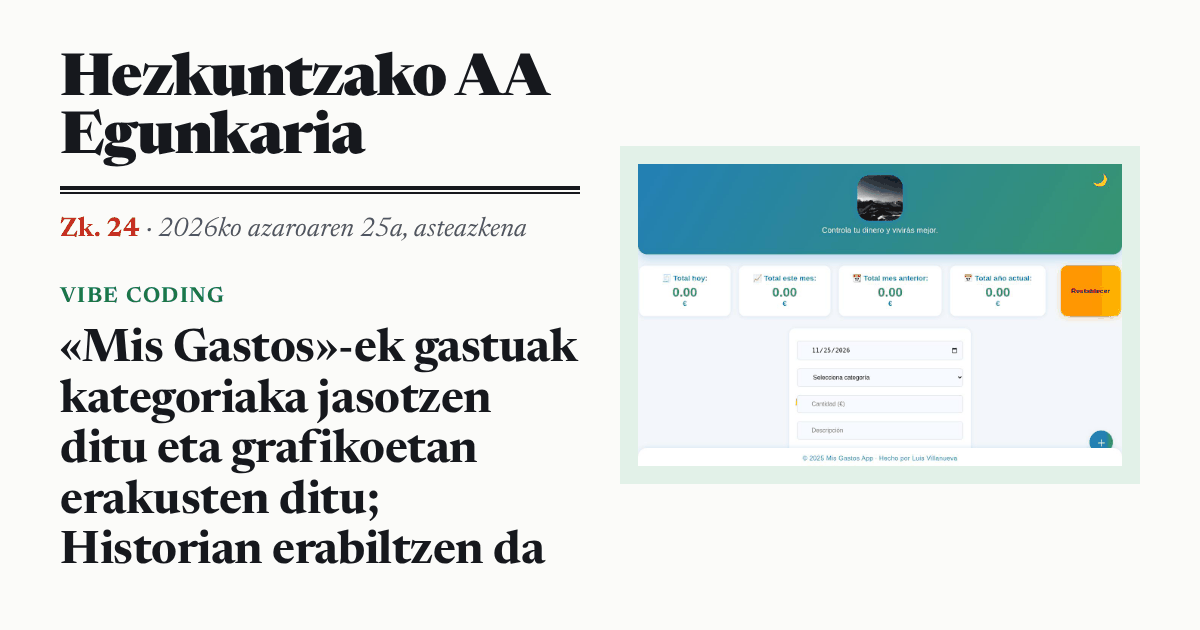 Hezkuntzako AA
Egunkaria
Zk. 24 · 2026ko azaroaren 25a, asteazkena
VIBE CODING
«Mis Gastos»-ek gastuak
kategoriaka jasotzen
ditu eta grafikoetan
erakusten ditu;
Historian erabiltzen da
Controla tu dinero y vivirás mejor.
Total hoy:
0.00
€
Total este mes:
0.00
€
Total mes anterior:
0.00
€
Total año actual:
0.00
€
Restablecer
11/25/2026
Selecciona categoría
Cantidad (€)
Descripción
+
© 2025 Mis Gastos App · Hecho por Luis Villanueva